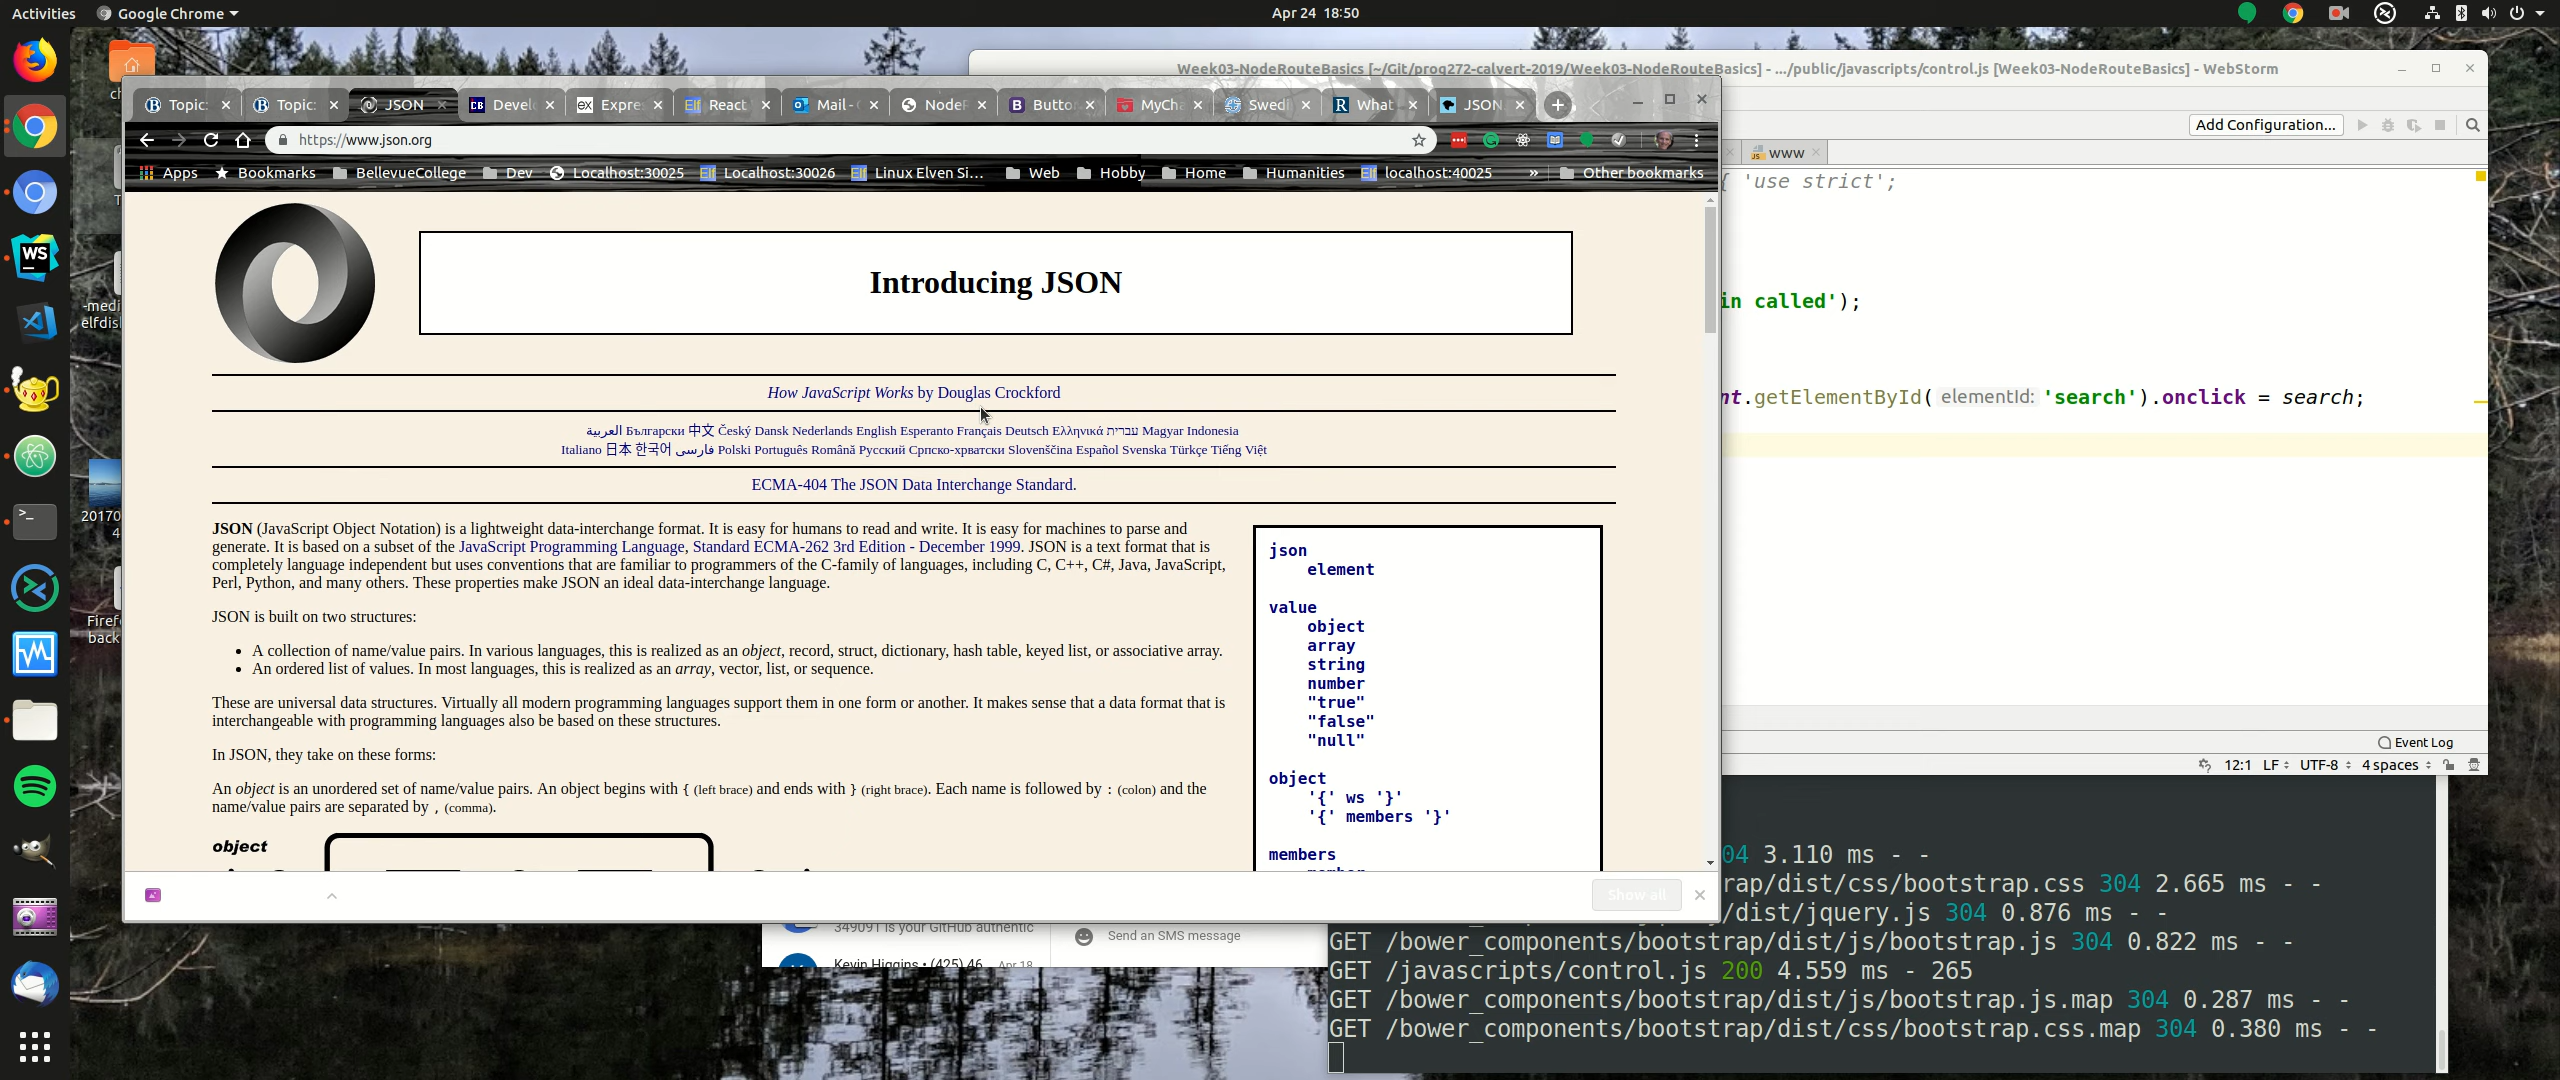 Activities
Google Chrome
Apr 24 18:50
Week03-NodeRouteBasics [~/Git/prog272-calvert-2019/Week03-NodeRouteBasics] - .../public/javascripts/control.js [Week03-NodeRouteBasics] - WebStorm
Topic:
Topic:
JSON
Devel
Expre
React
Mail -
NodeR
Butto
MyCh
Swedi
What
JSON
https://www.json.org
Add Configuration...
Apps
Bookmarks
BellevueCollege
Dev
Localhost:30025
Localhost:30026
Linux Elven Si...
Web
Hobby
Home
Humanities
localhost:40025
»
Other bookmarks
www
{ 'use strict';
in called');
nt.getElementById( elementId: 'search').onclick = search;
Introducing JSON
How JavaScript Works by Douglas Crockford
العربية Български 中文 Český Dansk Nederlands English Esperanto Français Deutsch Ελληνικά עברית Magyar Indonesia
Italiano 日本 한국어 فارسی Polski Português Română Русский Српско-хрватски Slovenščina Español Svenska Türkçe Tiếng Việt
ECMA-404 The JSON Data Interchange Standard.
JSON (JavaScript Object Notation) is a lightweight data-interchange format. It is easy for humans to read and write. It is easy for machines to parse and
generate. It is based on a subset of the JavaScript Programming Language, Standard ECMA-262 3rd Edition - December 1999. JSON is a text format that is
completely language independent but uses conventions that are familiar to programmers of the C-family of languages, including C, C++, C#, Java, JavaScript,
Perl, Python, and many others. These properties make JSON an ideal data-interchange language.
JSON is built on two structures:
• A collection of name/value pairs. In various languages, this is realized as an object, record, struct, dictionary, hash table, keyed list, or associative array.
• An ordered list of values. In most languages, this is realized as an array, vector, list, or sequence.
These are universal data structures. Virtually all modern programming languages support them in one form or another. It makes sense that a data format that is
interchangeable with programming languages also be based on these structures.
In JSON, they take on these forms:
An object is an unordered set of name/value pairs. An object begins with { (left brace) and ends with } (right brace). Each name is followed by : (colon) and the
name/value pairs are separated by , (comma).
object
json
element
value
object
array
string
number
"true"
"false"
"null"
object
'{' ws '}'
'{' members '}'
members
Show all
Event Log
12:1
LF
UTF-8
4 spaces
-medi
elfdis
20170
4
Firef
back
349091 is your GitHub authentic
Send an SMS message
Kevin Higgins • (425) 46
Apr 18
04 3.110 ms - -
rap/dist/css/bootstrap.css 304 2.665 ms - -
/dist/jquery.js 304 0.876 ms - -
GET /bower_components/bootstrap/dist/js/bootstrap.js 304 0.822 ms - -
GET /javascripts/control.js 200 4.559 ms - 265
GET /bower_components/bootstrap/dist/js/bootstrap.js.map 304 0.287 ms - -
GET /bower_components/bootstrap/dist/css/bootstrap.css.map 304 0.380 ms - -